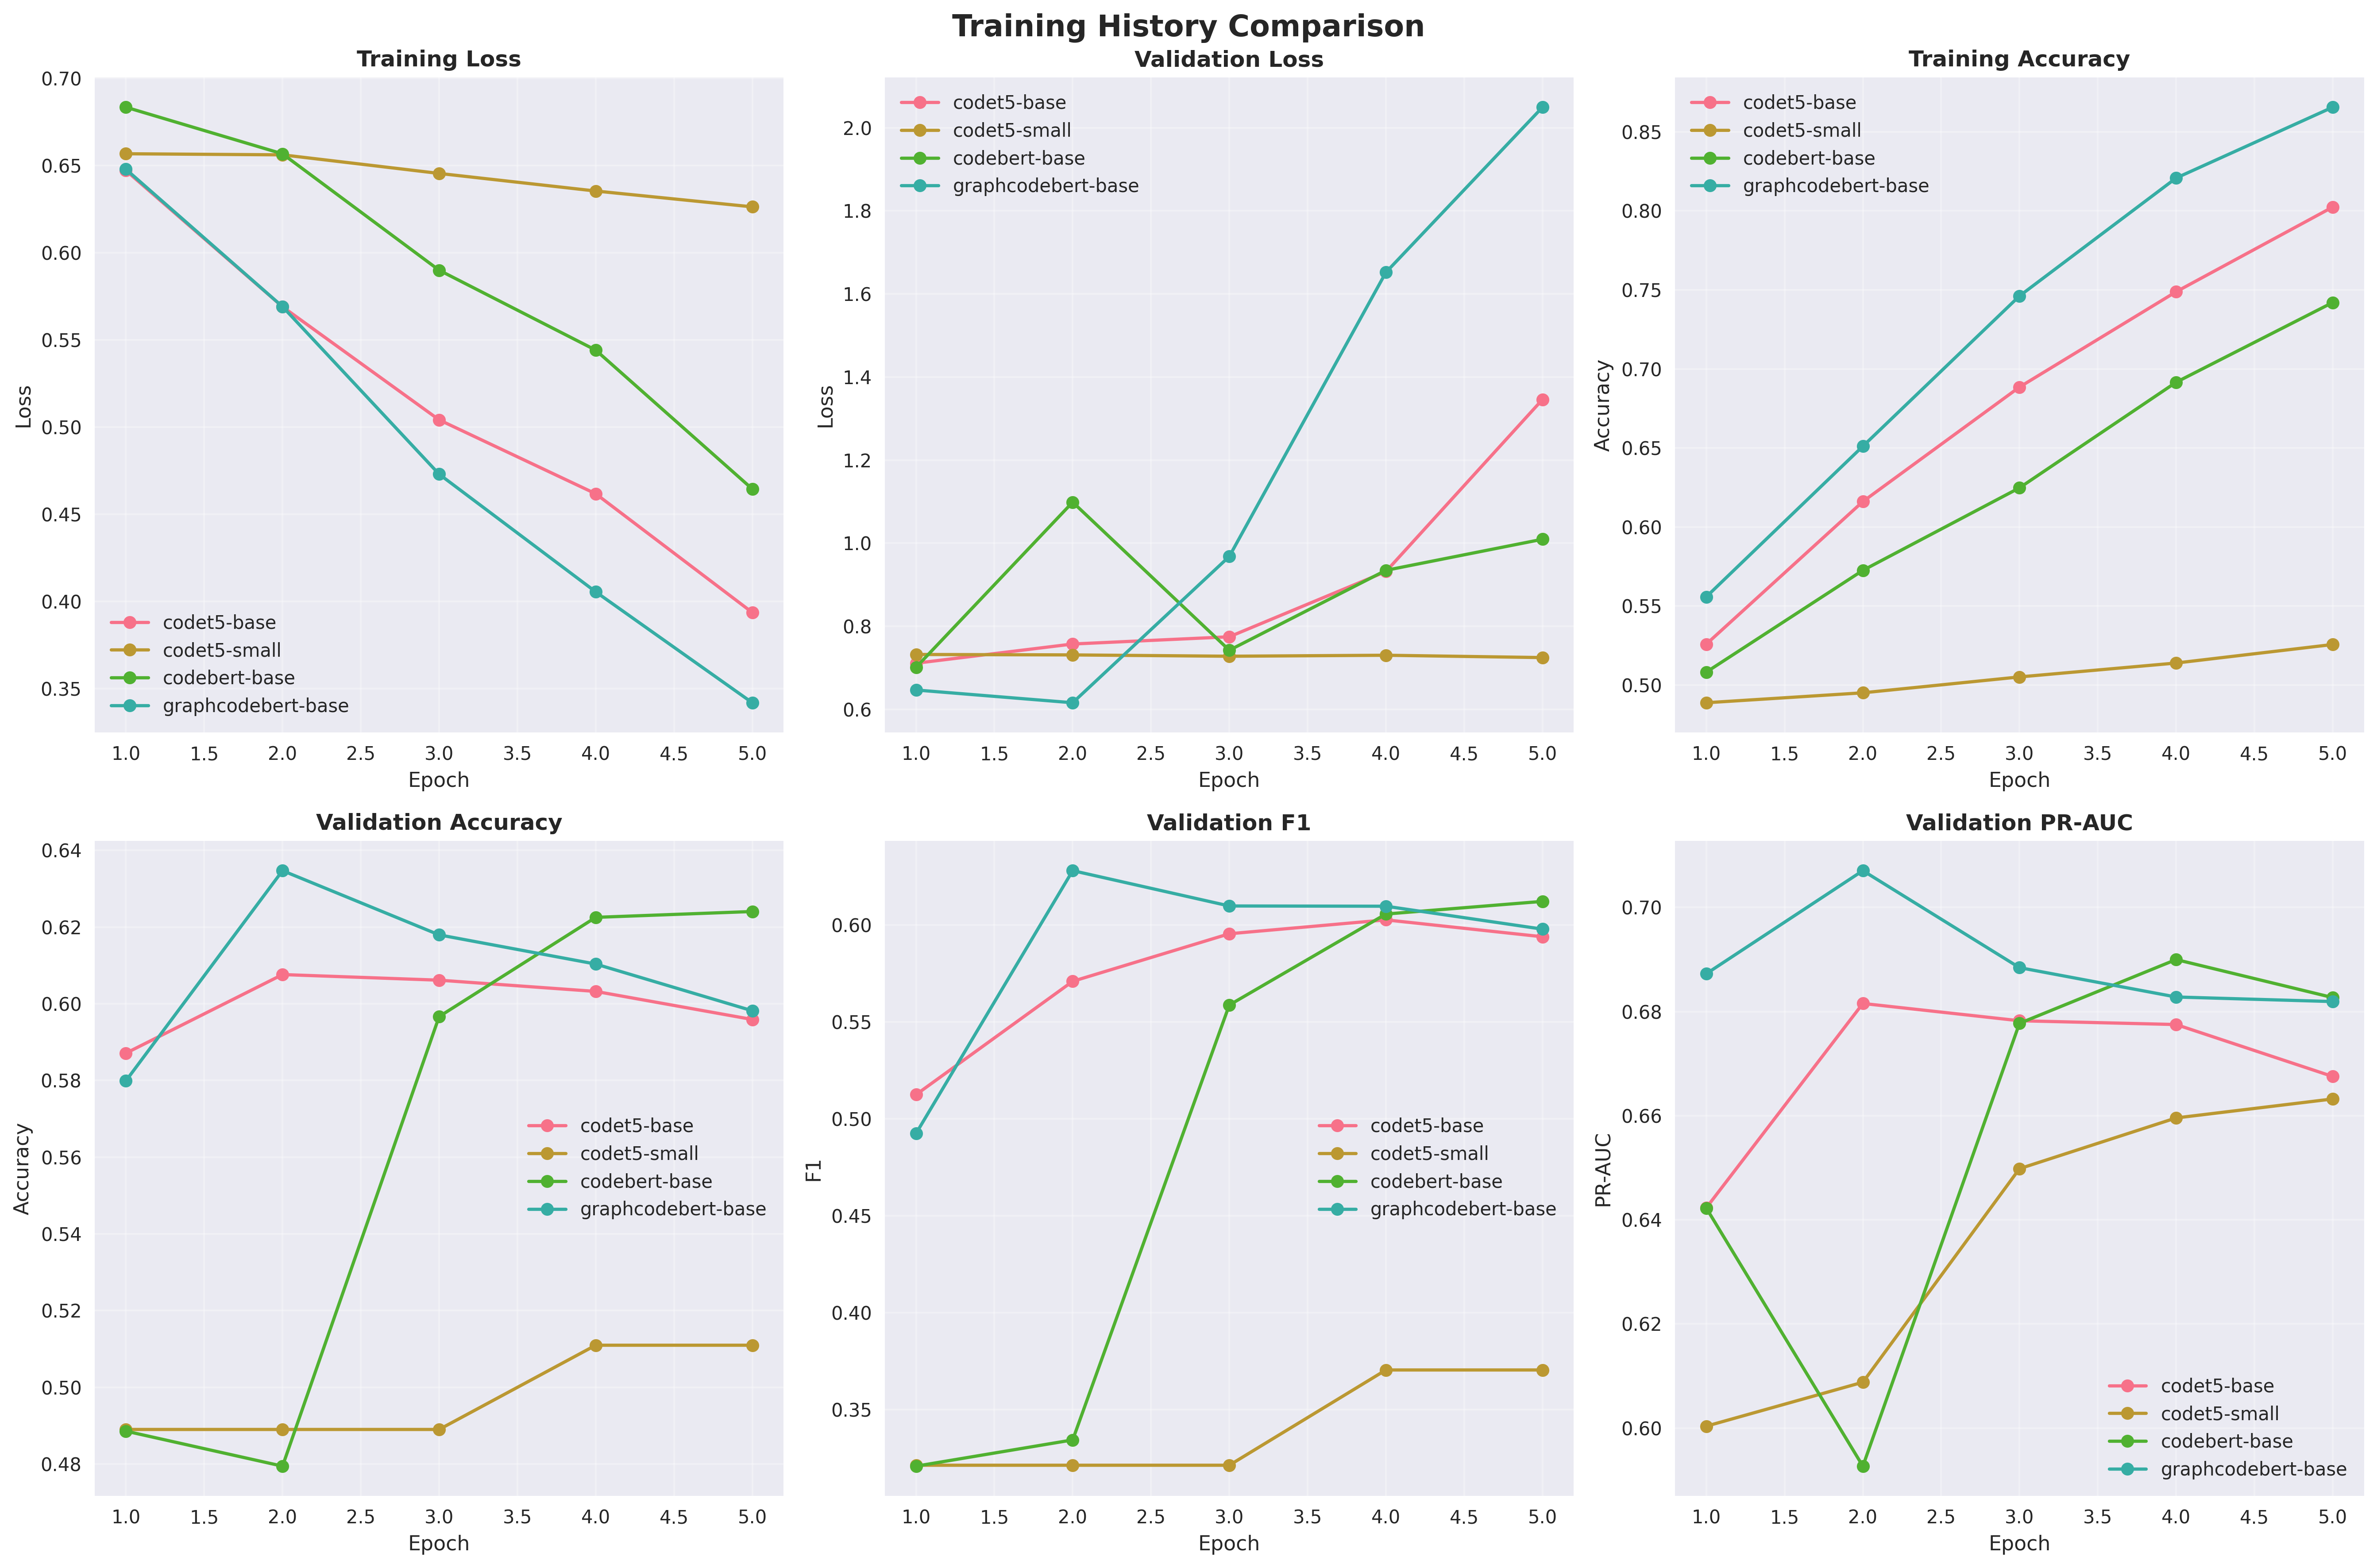 Training History Comparison
Training Loss
Loss
0.70
0.65
0.60
0.55
0.50
0.45
0.40
0.35
codet5-base
codet5-small
codebert-base
graphcodebert-base
1.0 1.5 2.0 2.5 3.0 3.5 4.0 4.5 5.0
Epoch
Validation Loss
Loss
2.0
1.8
1.6
1.4
1.2
1.0
0.8
0.6
codet5-base
codet5-small
codebert-base
graphcodebert-base
1.0 1.5 2.0 2.5 3.0 3.5 4.0 4.5 5.0
Epoch
Training Accuracy
Accuracy
0.85
0.80
0.75
0.70
0.65
0.60
0.55
0.50
codet5-base
codet5-small
codebert-base
graphcodebert-base
1.0 1.5 2.0 2.5 3.0 3.5 4.0 4.5 5.0
Epoch
Validation Accuracy
Accuracy
0.64
0.62
0.60
0.58
0.56
0.54
0.52
0.50
0.48
codet5-base
codet5-small
codebert-base
graphcodebert-base
1.0 1.5 2.0 2.5 3.0 3.5 4.0 4.5 5.0
Epoch
Validation F1
F1
0.60
0.55
0.50
0.45
0.40
0.35
codet5-base
codet5-small
codebert-base
graphcodebert-base
1.0 1.5 2.0 2.5 3.0 3.5 4.0 4.5 5.0
Epoch
Validation PR-AUC
PR-AUC
0.70
0.68
0.66
0.64
0.62
0.60
codet5-base
codet5-small
codebert-base
graphcodebert-base
1.0 1.5 2.0 2.5 3.0 3.5 4.0 4.5 5.0
Epoch